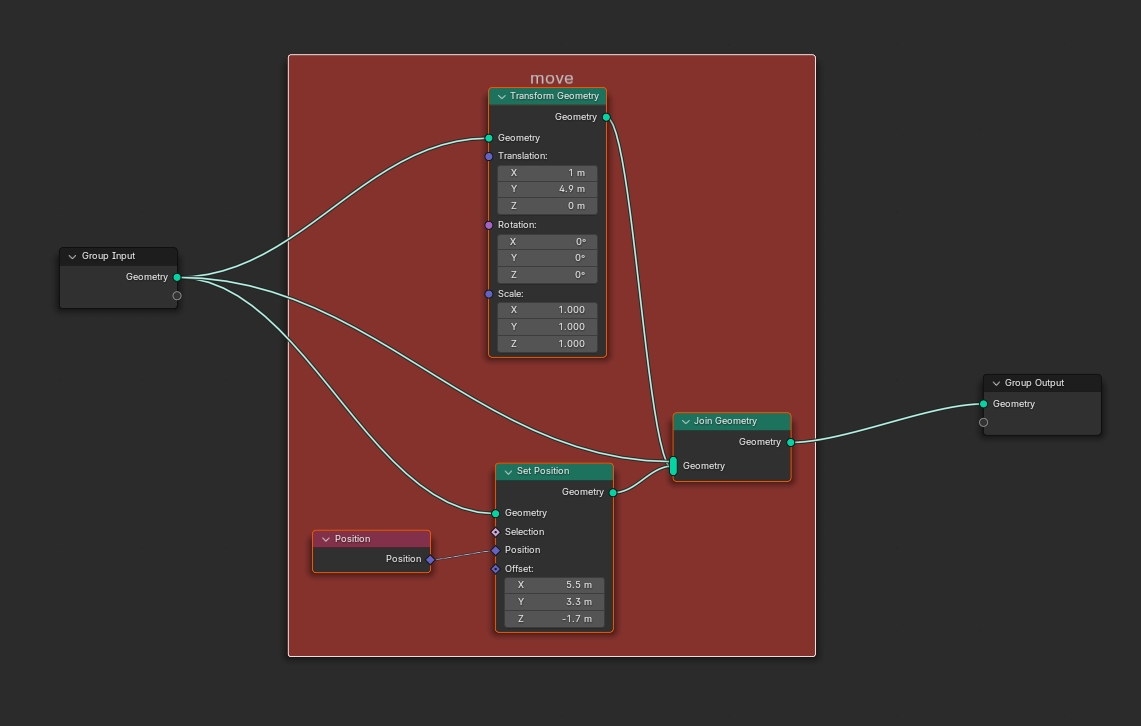 move
Transform Geometry
Geometry
Geometry
Translation:
X 1 m
Y 4.9 m
Z 0 m
Rotation:
X 0°
Y 0°
Z 0°
Scale:
X 1.000
Y 1.000
Z 1.000
Group Input
Geometry
Group Output
Geometry
Join Geometry
Geometry
Geometry
Set Position
Geometry
Geometry
Selection
Position
Offset:
X 5.5 m
Y 3.3 m
Z -1.7 m
Position
Position